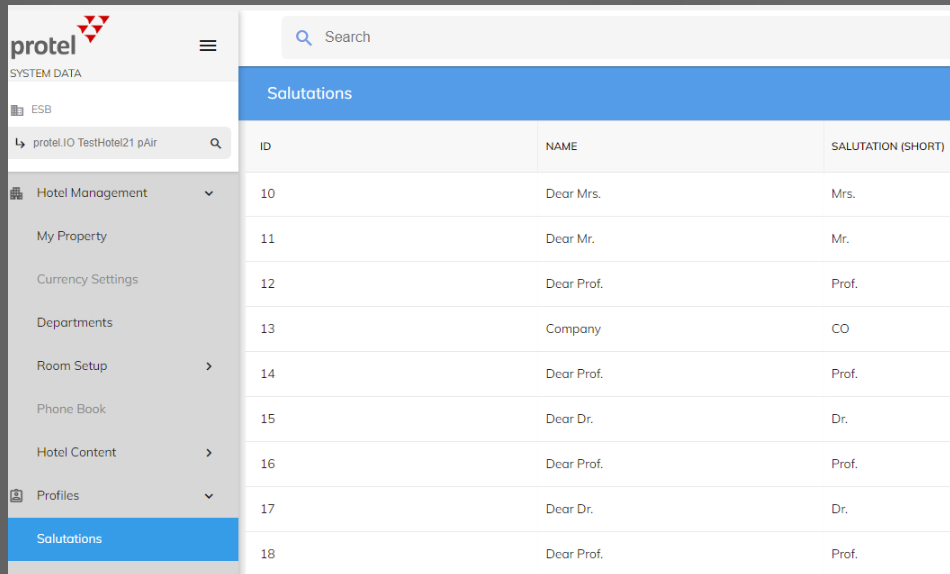 protel
SYSTEM DATA
ESB
protel.IO TestHotel21 pAir
Hotel Management
My Property
Currency Settings
Departments
Room Setup
Phone Book
Hotel Content
Profiles
Salutations
Search
Salutations
ID NAME SALUTATION (SHORT)
10 Dear Mrs. Mrs.
11 Dear Mr. Mr.
12 Dear Prof. Prof.
13 Company CO
14 Dear Prof. Prof.
15 Dear Dr. Dr.
16 Dear Prof. Prof.
17 Dear Dr. Dr.
18 Dear Prof. Prof.